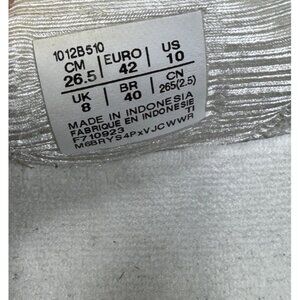 1012B510
CM EURO US
26.5 42 10
UK BR CN
8 40 265(2.5)
MADE IN INDONESIA
FABRIQUE EN INDONESIE
F710923 TI
M6BRYS4PxVJCWWR